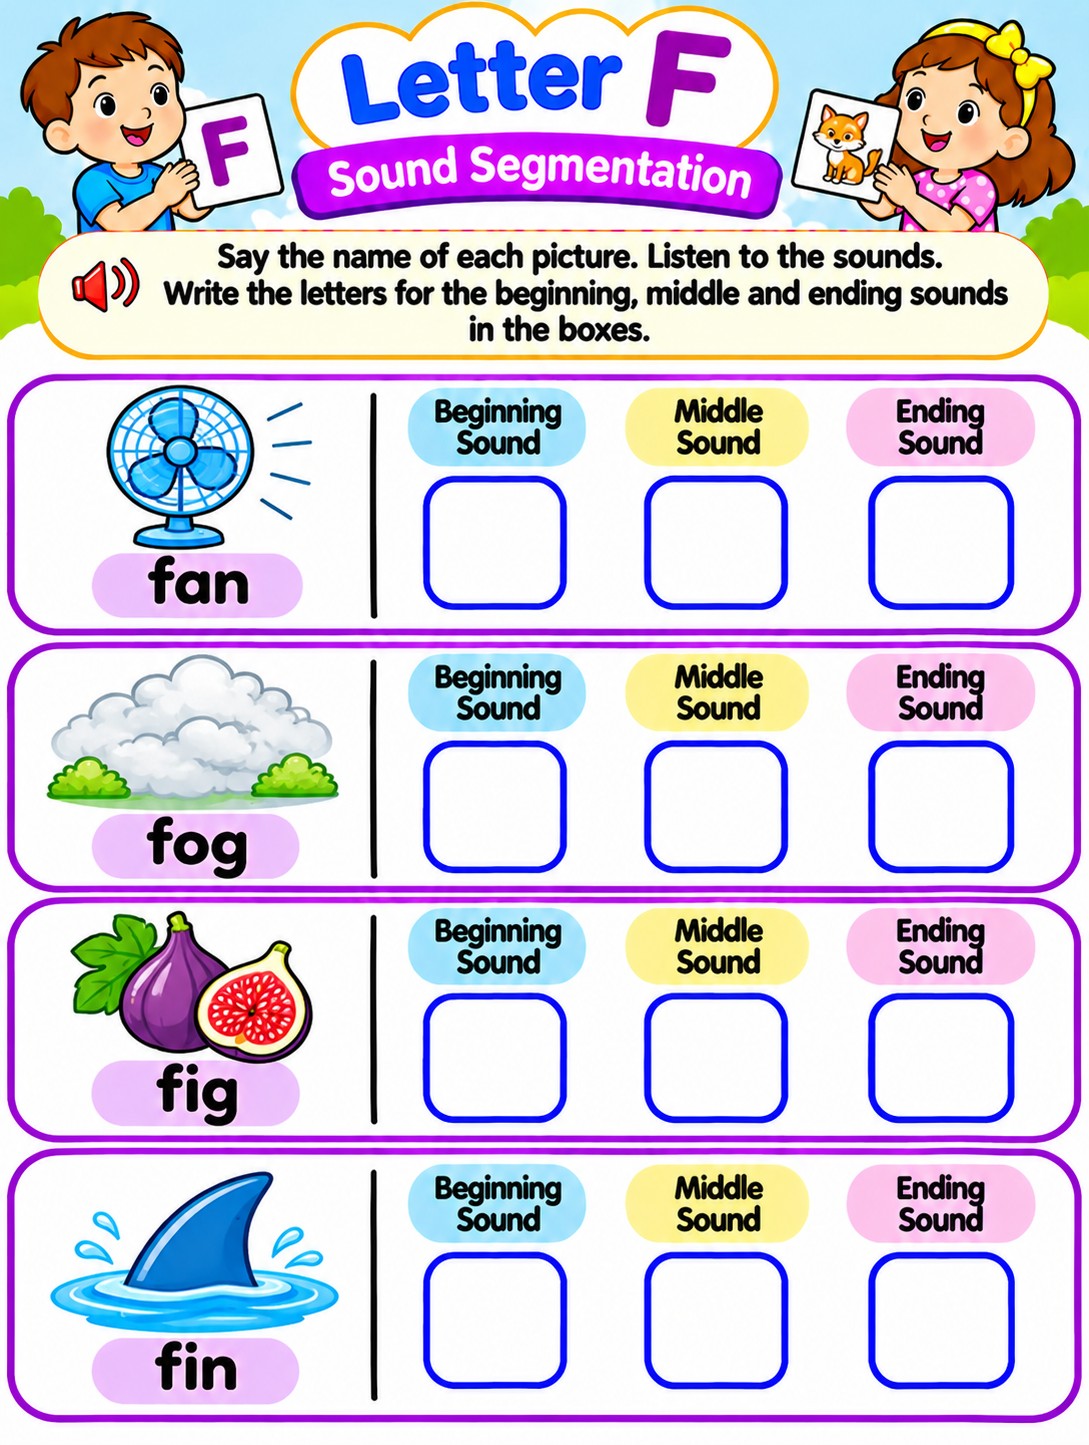 Letter F
F
Sound Segmentation
Say the name of each picture. Listen to the sounds.
Write the letters for the beginning, middle and ending sounds
in the boxes.
Beginning Sound
Middle Sound
Ending Sound
fan
Beginning Sound
Middle Sound
Ending Sound
fog
Beginning Sound
Middle Sound
Ending Sound
fig
Beginning Sound
Middle Sound
Ending Sound
fin